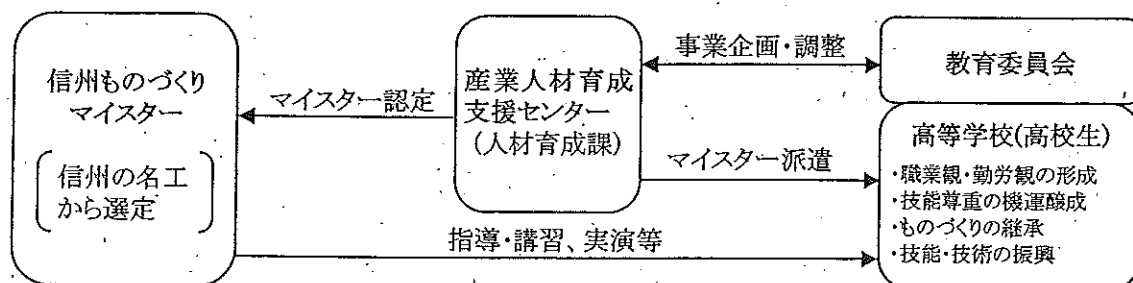 信州ものづくり
マイスター
信州の名工
から選定
マイスター認定
産業人材育成
支援センター
(人材育成課)
事業企画・調整
マイスター派遣
指導・講習、実演等
教育委員会
高等学校(高校生)
・職業観・勤労観の形成
・技能尊重の機運醸成
・ものづくりの継承
・技能・技術の振興